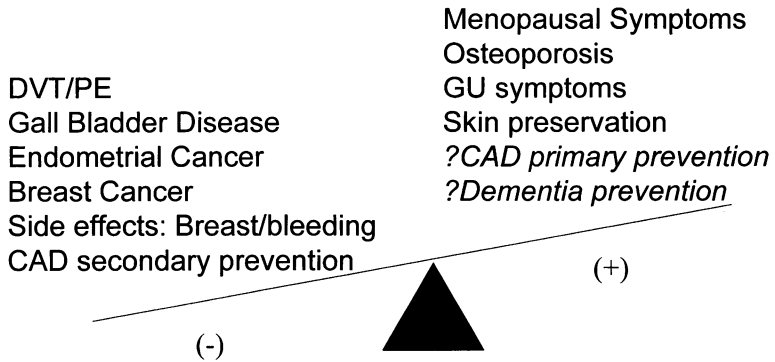 DVT/PE
Gall Bladder Disease
Endometrial Cancer
Breast Cancer
Side effects: Breast/bleeding
CAD secondary prevention
(-)
Menopausal Symptoms
Osteoporosis
GU symptoms
Skin preservation
?CAD primary prevention
?Dementia prevention
(+)